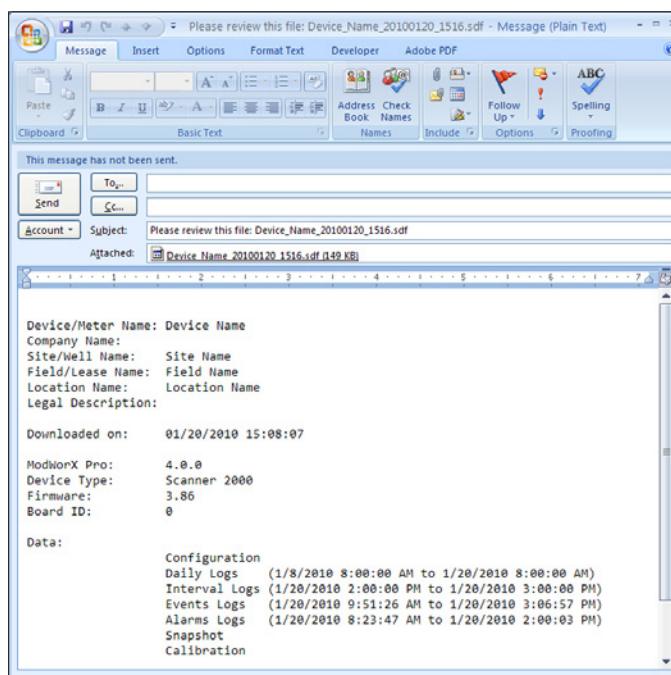 Please review this file: Device_Name_20100120_1516.sdf - Message (Plain Text)
Message Insert Options Format Text Developer Adobe PDF
Paste
Clipboard
B I U
Basic Text
Address Book
Check Names
Names
Include
Follow Up
Options
ABC
Spelling
Proofing
This message has not been sent.
Send
To...
Cc...
Account
Subject: Please review this file: Device_Name_20100120_1516.sdf
Attached: Device_Name_20100120_1516.sdf (149 KB)
1 2 3 4 5 6 7
Device/Meter Name: Device Name
Company Name:
Site/Well Name: Site Name
Field/Lease Name: Field Name
Location Name: Location Name
Legal Description:
Downloaded on: 01/20/2010 15:08:07
ModWorX Pro: 4.0.0
Device Type: Scanner 2000
Firmware: 3.86
Board ID: 0
Data:
Configuration
Daily Logs (1/8/2010 8:00:00 AM to 1/20/2010 8:00:00 AM)
Interval Logs (1/20/2010 2:00:00 PM to 1/20/2010 3:00:00 PM)
Events Logs (1/20/2010 9:51:26 AM to 1/20/2010 3:06:57 PM)
Alarms Logs (1/20/2010 8:23:47 AM to 1/20/2010 2:00:03 PM)
Snapshot
Calibration